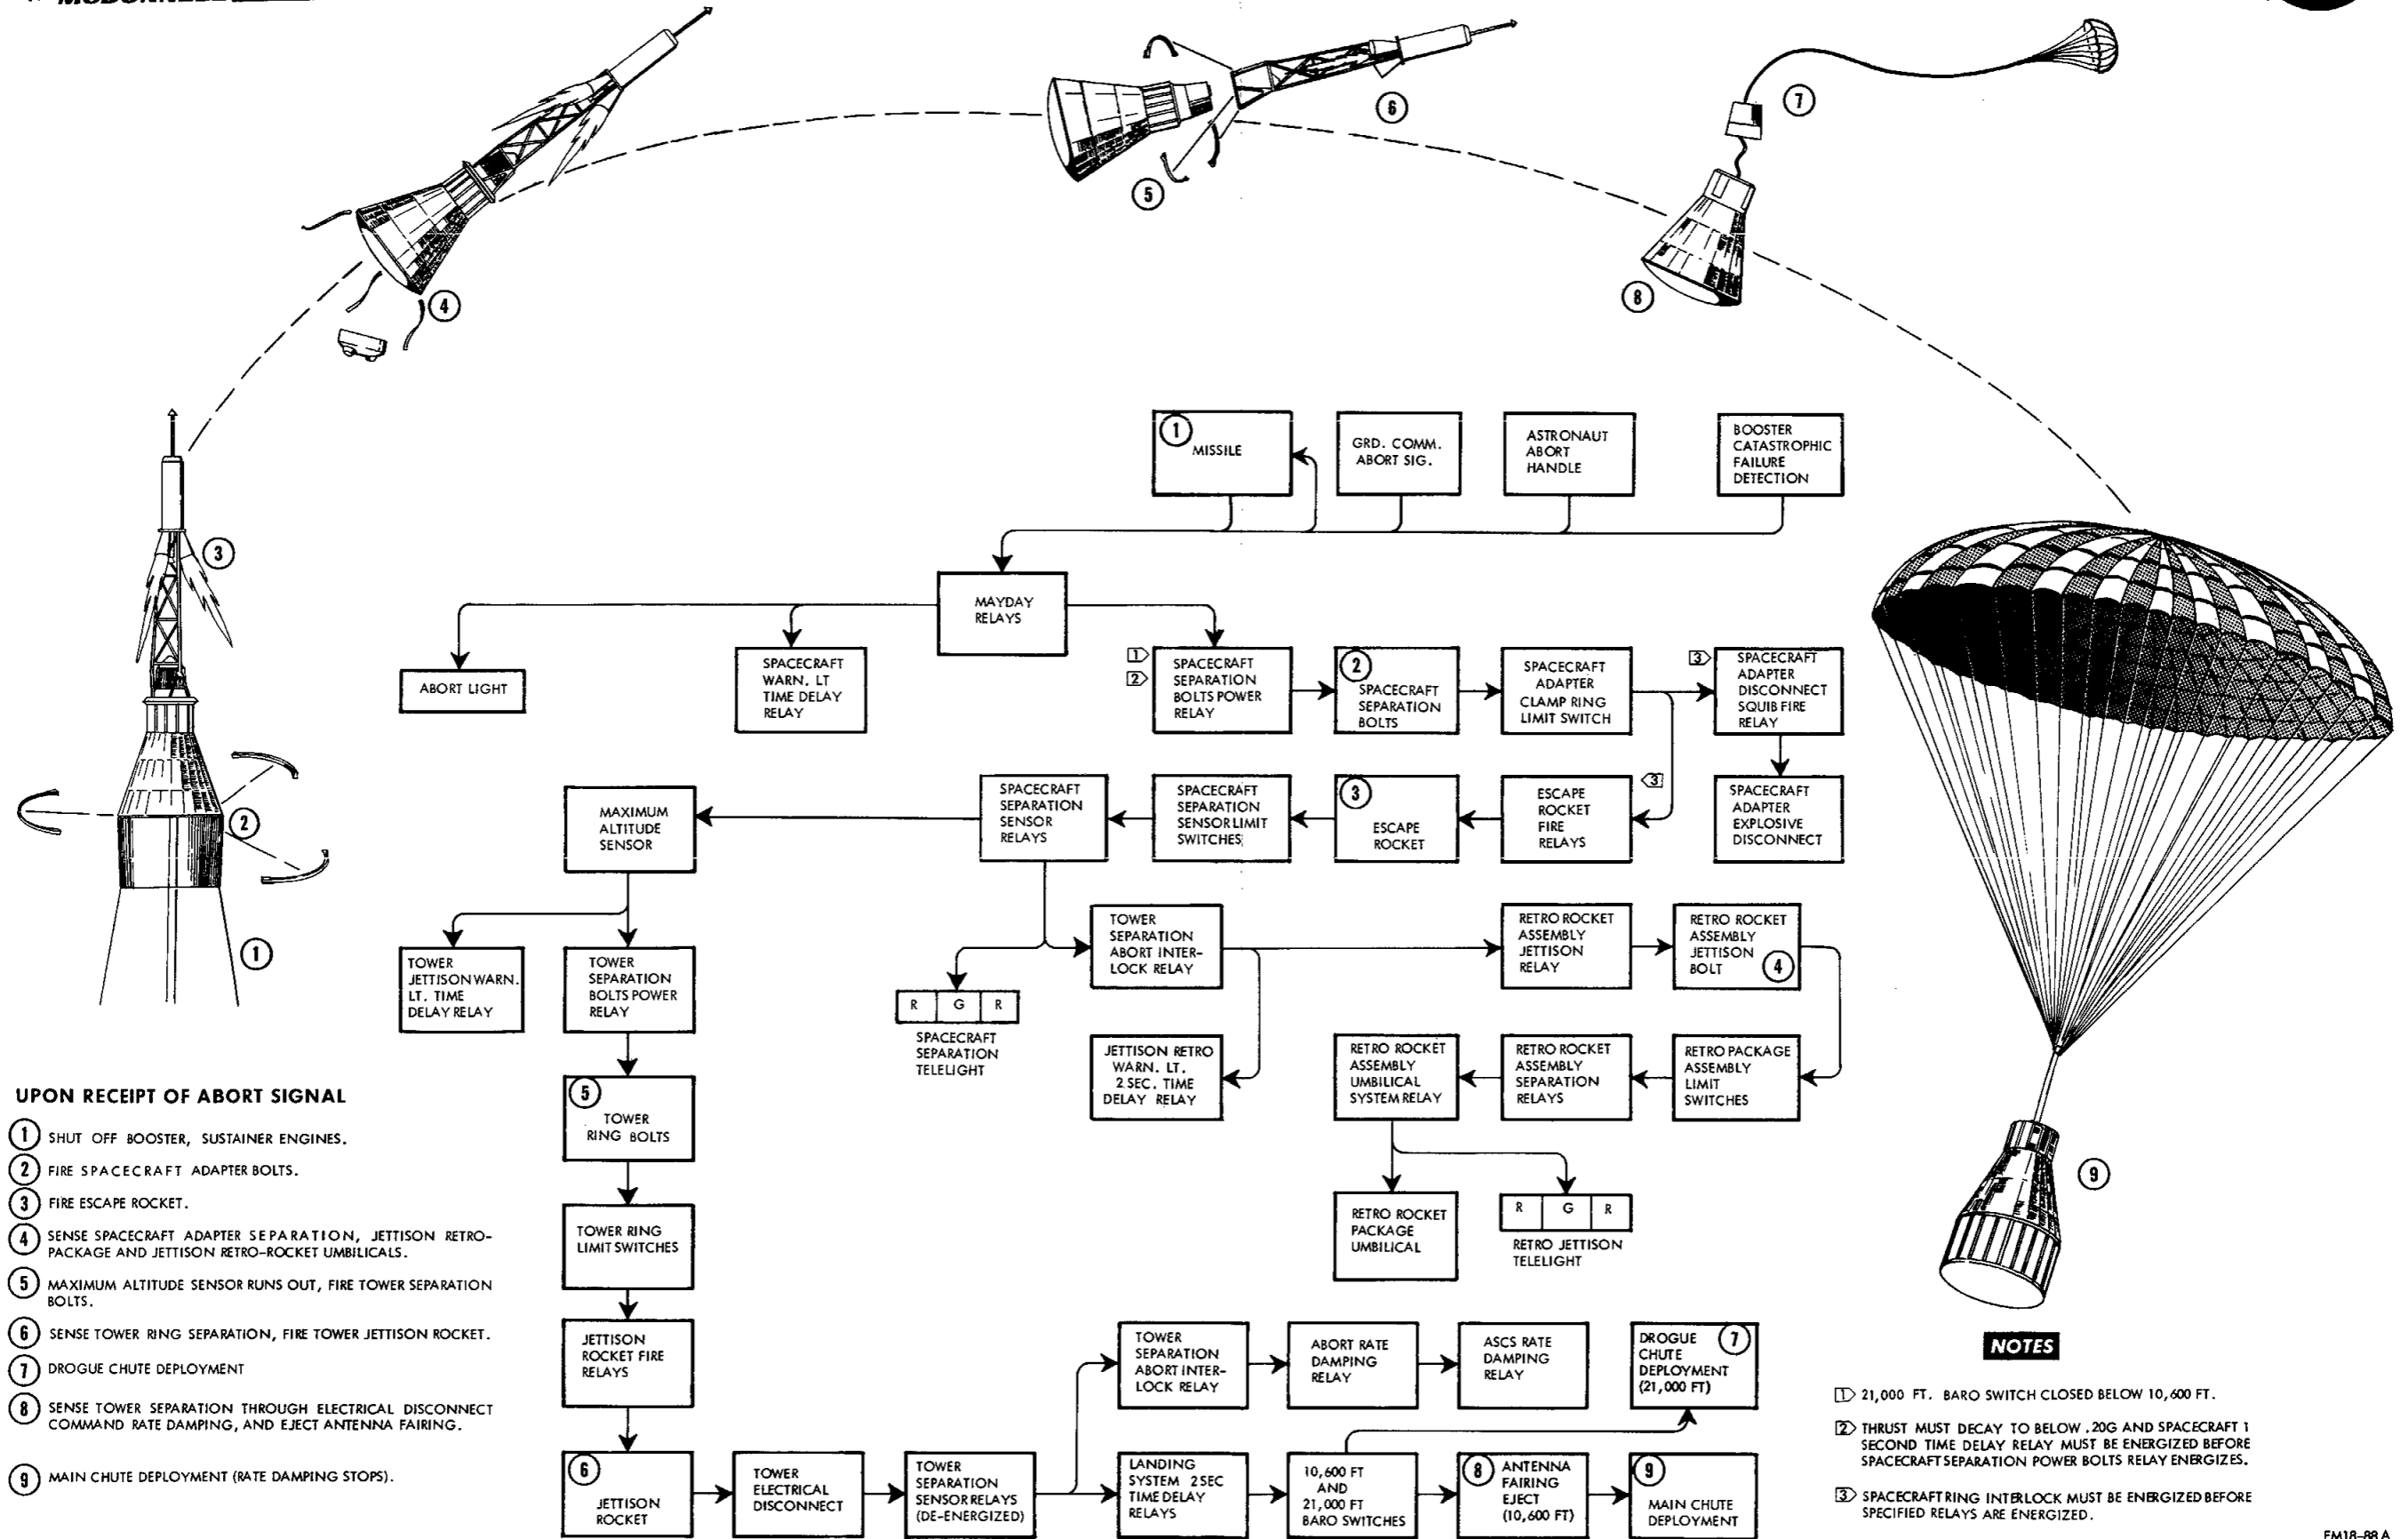 MCDONNELL
4
5
6
7
8
3
2
1
9
1
MISSILE
GRD. COMM.
ABORT SIG.
ASTRONAUT
ABORT
HANDLE
BOOSTER
CATASTROPHIC
FAILURE
DETECTION
MAYDAY
RELAYS
ABORT LIGHT
SPACECRAFT
WARN. LT
TIME DELAY
RELAY
1
2
SPACECRAFT
SEPARATION
BOLTS POWER
RELAY
2
SPACECRAFT
SEPARATION
BOLTS
SPACECRAFT
ADAPTER
CLAMP RING
LIMIT SWITCH
3
SPACECRAFT
ADAPTER
DISCONNECT
SQUIB FIRE
RELAY
MAXIMUM
ALTITUDE
SENSOR
SPACECRAFT
SEPARATION
SENSOR
RELAYS
SPACECRAFT
SEPARATION
SENSOR LIMIT
SWITCHES
3
ESCAPE
ROCKET
ESCAPE
ROCKET
FIRE
RELAYS
3
SPACECRAFT
ADAPTER
EXPLOSIVE
DISCONNECT
TOWER
JETTISON WARN.
LT. TIME
DELAY RELAY
TOWER
SEPARATION
BOLTS POWER
RELAY
R G R
SPACECRAFT
SEPARATION
TELELIGHT
TOWER
SEPARATION
ABORT INTER-
LOCK RELAY
RETRO ROCKET
ASSEMBLY
JETTISON
RELAY
RETRO ROCKET
ASSEMBLY
JETTISON
BOLT
4
JETTISON RETRO
WARN. LT.
2 SEC. TIME
DELAY RELAY
RETRO ROCKET
ASSEMBLY
UMBILICAL
SYSTEM RELAY
RETRO ROCKET
ASSEMBLY
SEPARATION
RELAYS
RETRO PACKAGE
ASSEMBLY
LIMIT
SWITCHES
5
TOWER
RING BOLTS
TOWER RING
LIMIT SWITCHES
RETRO ROCKET
PACKAGE
UMBILICAL
R G R
RETRO JETTISON
TELELIGHT
JETTISON
ROCKET FIRE
RELAYS
TOWER
SEPARATION
ABORT INTER-
LOCK RELAY
ABORT RATE
DAMPING
RELAY
ASCS RATE
DAMPING
RELAY
DROGUE
CHUTE
DEPLOYMENT
(21,000 FT)
7
6
JETTISON
ROCKET
TOWER
ELECTRICAL
DISCONNECT
TOWER
SEPARATION
SENSOR RELAYS
(DE-ENERGIZED)
LANDING
SYSTEM 2SEC
TIME DELAY
RELAYS
10,600 FT
AND
21,000 FT
BARO SWITCHES
8
ANTENNA
FAIRING
EJECT
(10,600 FT)
9
MAIN CHUTE
DEPLOYMENT
UPON RECEIPT OF ABORT SIGNAL
1 SHUT OFF BOOSTER, SUSTAINER ENGINES.
2 FIRE SPACECRAFT ADAPTER BOLTS.
3 FIRE ESCAPE ROCKET.
4 SENSE SPACECRAFT ADAPTER SEPARATION, JETTISON RETRO-
PACKAGE AND JETTISON RETRO-ROCKET UMBILICALS.
5 MAXIMUM ALTITUDE SENSOR RUNS OUT, FIRE TOWER SEPARATION
BOLTS.
6 SENSE TOWER RING SEPARATION, FIRE TOWER JETTISON ROCKET.
7 DROGUE CHUTE DEPLOYMENT
8 SENSE TOWER SEPARATION THROUGH ELECTRICAL DISCONNECT
COMMAND RATE DAMPING, AND EJECT ANTENNA FAIRING.
9 MAIN CHUTE DEPLOYMENT (RATE DAMPING STOPS).
NOTES
1 21,000 FT. BARO SWITCH CLOSED BELOW 10,600 FT.
2 THRUST MUST DECAY TO BELOW .20G AND SPACECRAFT 1
SECOND TIME DELAY RELAY MUST BE ENERGIZED BEFORE
SPACECRAFT SEPARATION POWER BOLTS RELAY ENERGIZES.
3 SPACECRAFT RING INTERLOCK MUST BE ENERGIZED BEFORE
SPECIFIED RELAYS ARE ENERGIZED.
FM18-88 A